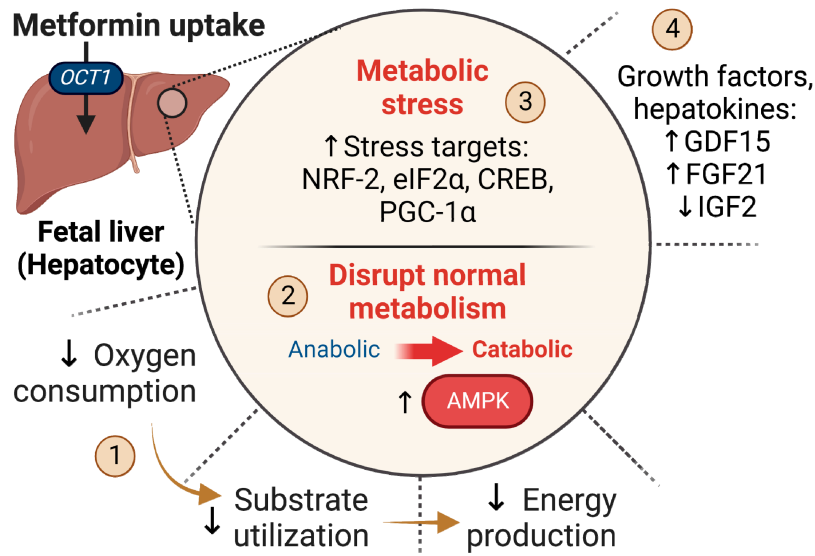 Metformin uptake
OCT1
Fetal liver
(Hepatocyte)
1
↓ Oxygen
consumption
↓ Substrate
utilization
↓ Energy
production
2
Disrupt normal
metabolism
Anabolic
Catabolic
↑ AMPK
3
Metabolic
stress
↑Stress targets:
NRF-2, eIF2α, CREB,
PGC-1α
4
Growth factors,
hepatokines:
↑GDF15
↑FGF21
↓IGF2